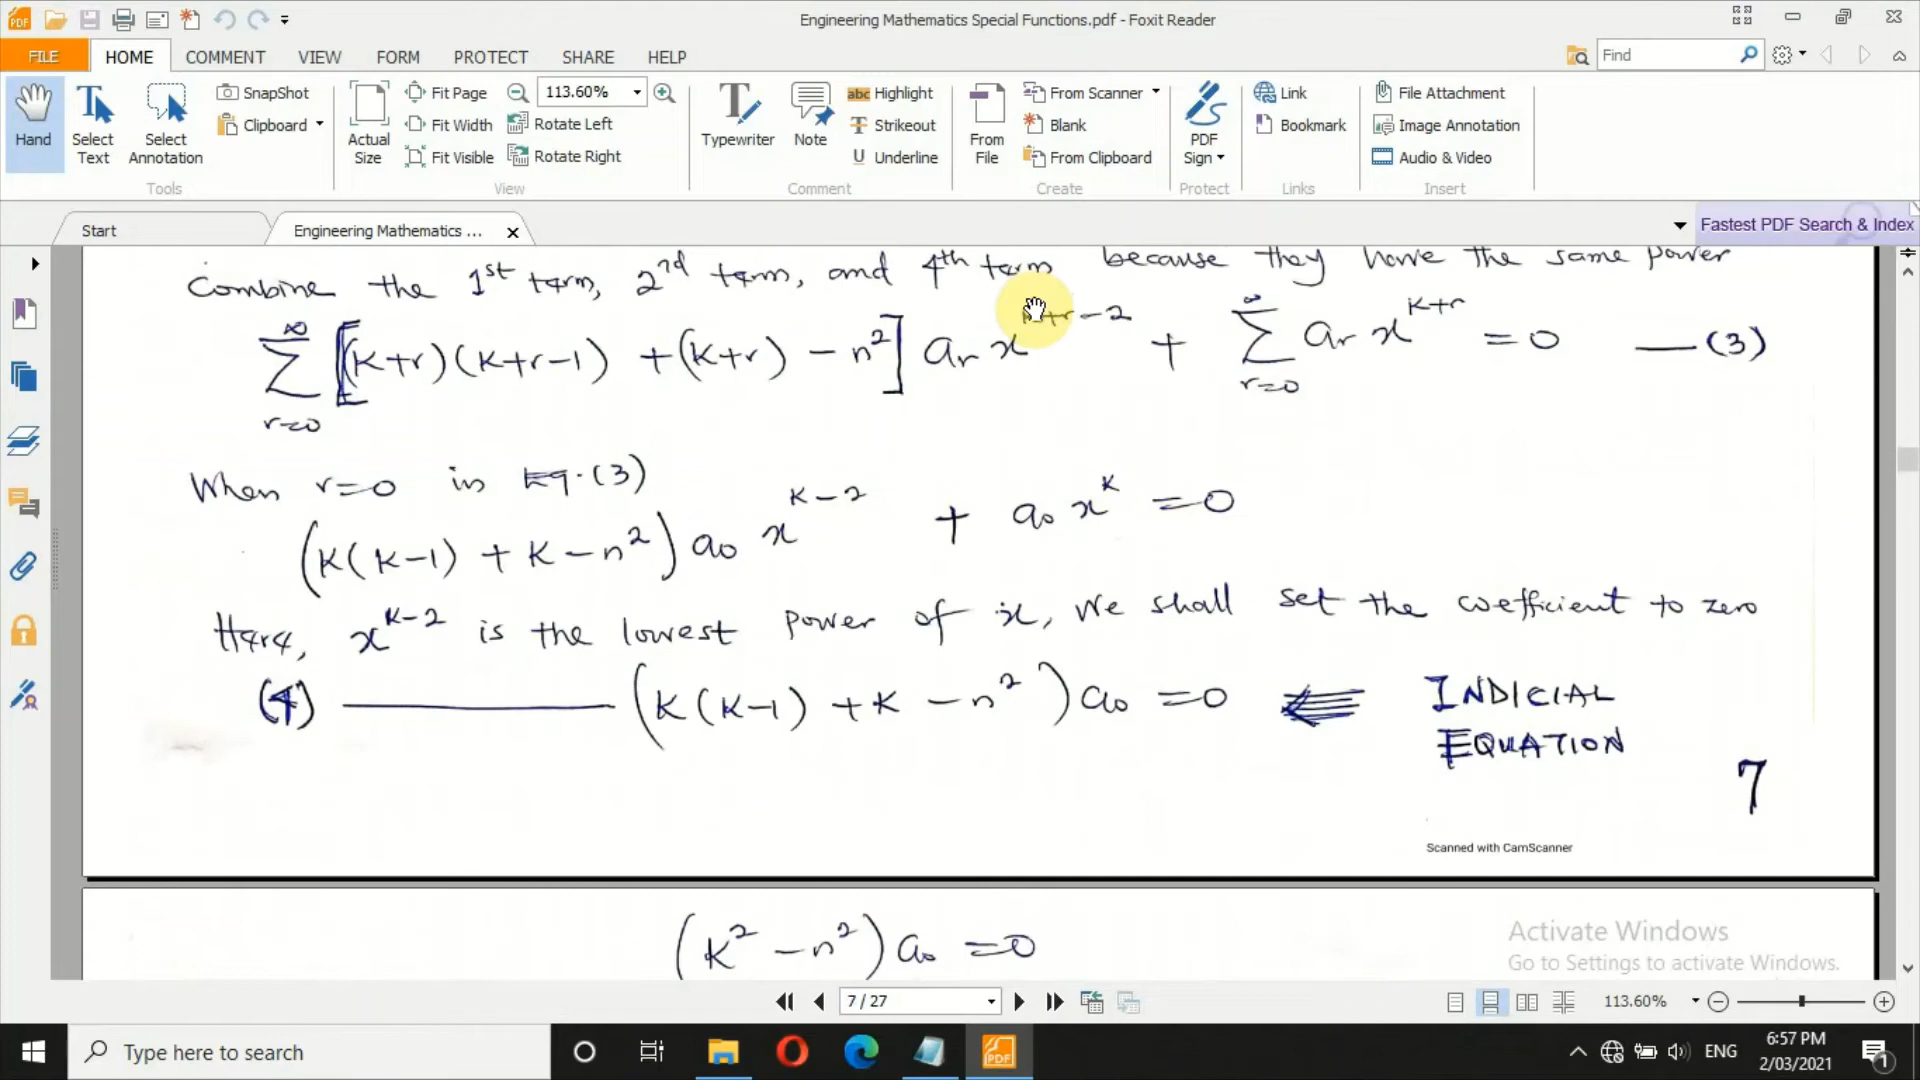 Engineering Mathematics Special Functions.pdf - Foxit Reader
FILE HOME COMMENT VIEW FORM PROTECT SHARE HELP
Find
Hand
Select Text
Select Annotation
SnapShot
Clipboard
Tools
Actual Size
Fit Page
Fit Width
Fit Visible
113.60%
Rotate Left
Rotate Right
View
Typewriter
Note
Highlight
Strikeout
Underline
Comment
From File
From Scanner
Blank
From Clipboard
Create
PDF Sign
Protect
Link
Bookmark
Links
File Attachment
Image Annotation
Audio & Video
Insert
Start
Engineering Mathematics ...
Fastest PDF Search & Index
Combine the 1st term, 2nd term, and 4th term because they have the same power
∞ Σ r=0 [(K+r)(K+r-1) + (K+r) - n²] ar x^(K+r-2) + ∞ Σ r=0 ar x^(K+r) = 0 — (3)
When r=0 in Eq.(3)
(K(K-1) + K - n²) a0 x^(K-2) + a0 x^K = 0
Here, x^(K-2) is the lowest power of x, We shall set the coefficient to zero
(4) — (K(K-1) + K - n²) a0 = 0 ⇐ INDICIAL
EQUATION
7
Scanned with CamScanner
(K² - n²) a0 = 0
Activate Windows
Go to Settings to activate Windows.
7 / 27
113.60%
Type here to search
ENG
6:57 PM
2/03/2021
1